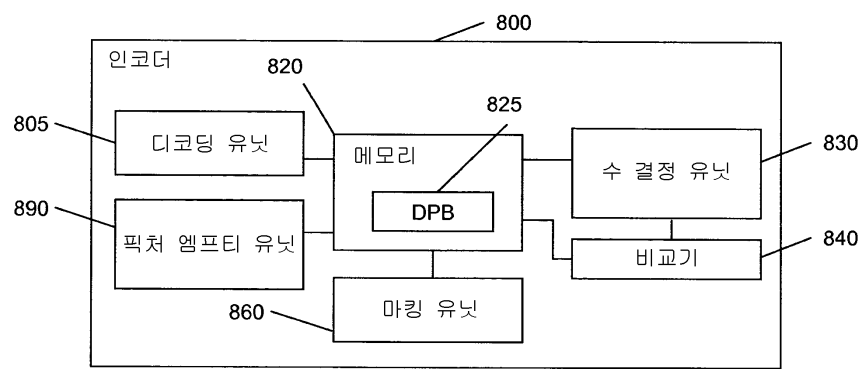 800
인코더
820
825
805
디코딩 유닛
메모리
830
수 결정 유닛
DPB
890
픽처 엠프티 유닛
840
비교기
860
마킹 유닛